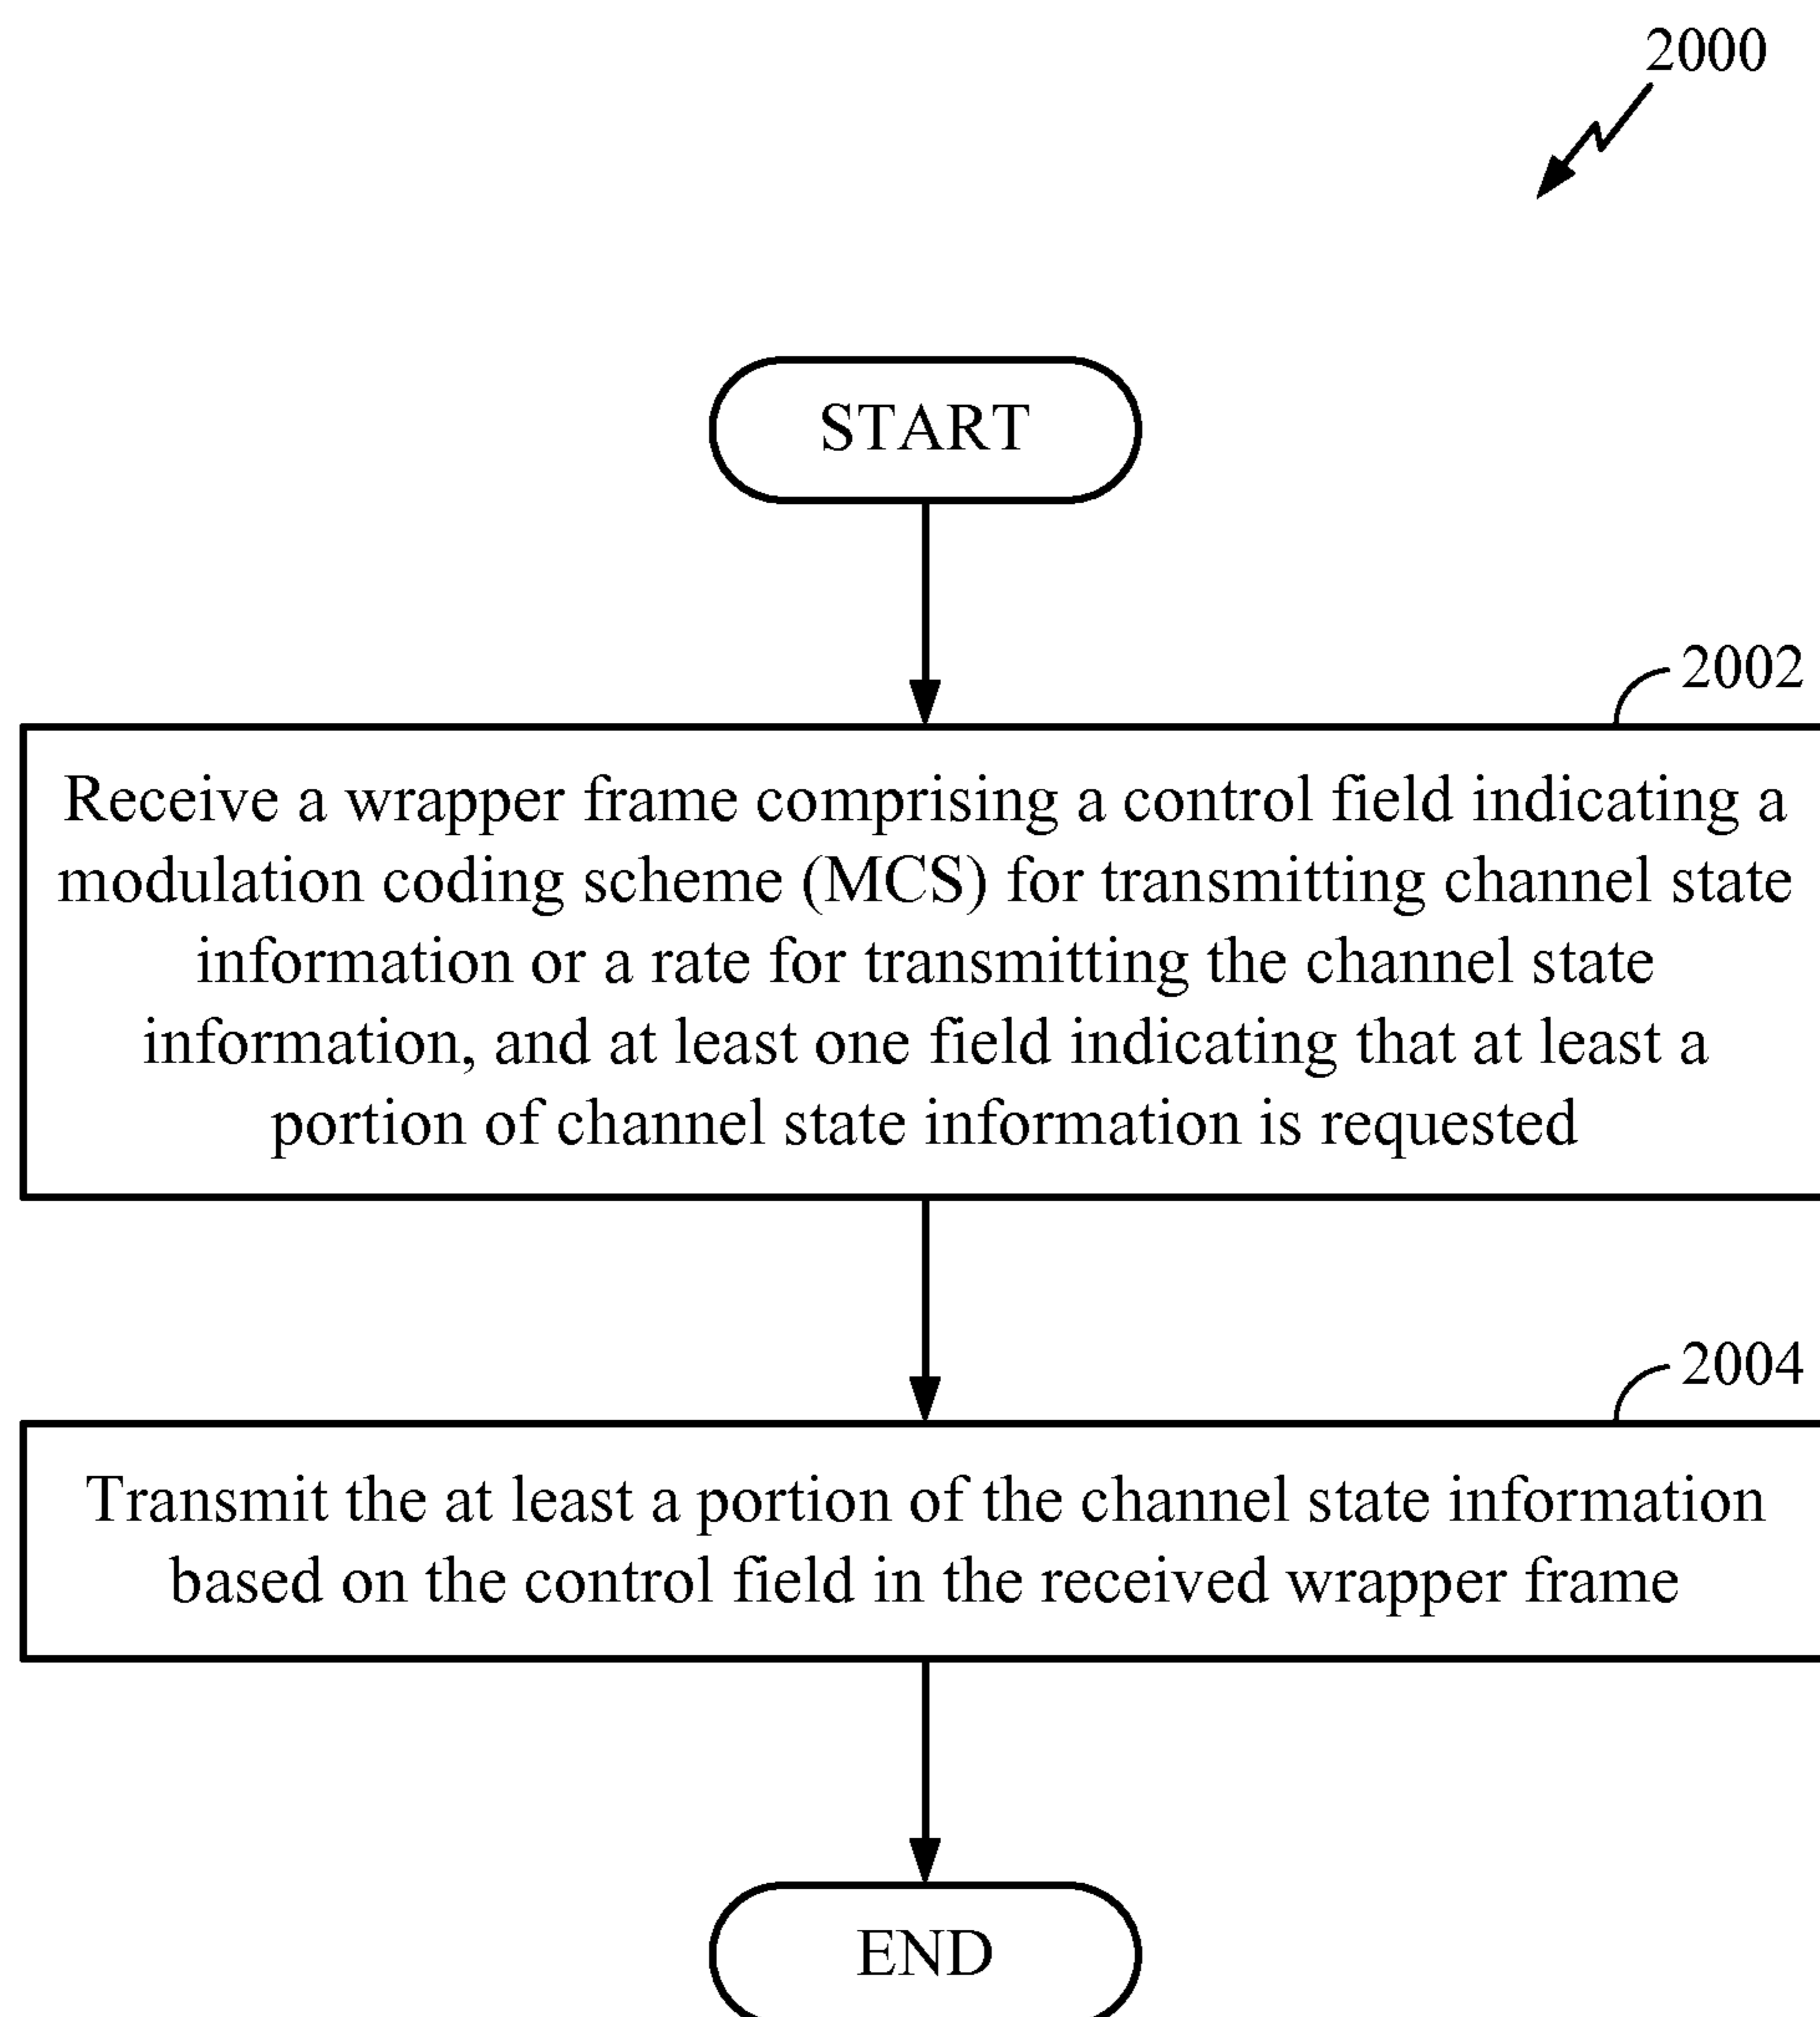 2000
START
2002
Receive a wrapper frame comprising a control field indicating a
modulation coding scheme (MCS) for transmitting channel state
information or a rate for transmitting the channel state
information, and at least one field indicating that at least a
portion of channel state information is requested
2004
Transmit the at least a portion of the channel state information
based on the control field in the received wrapper frame
END